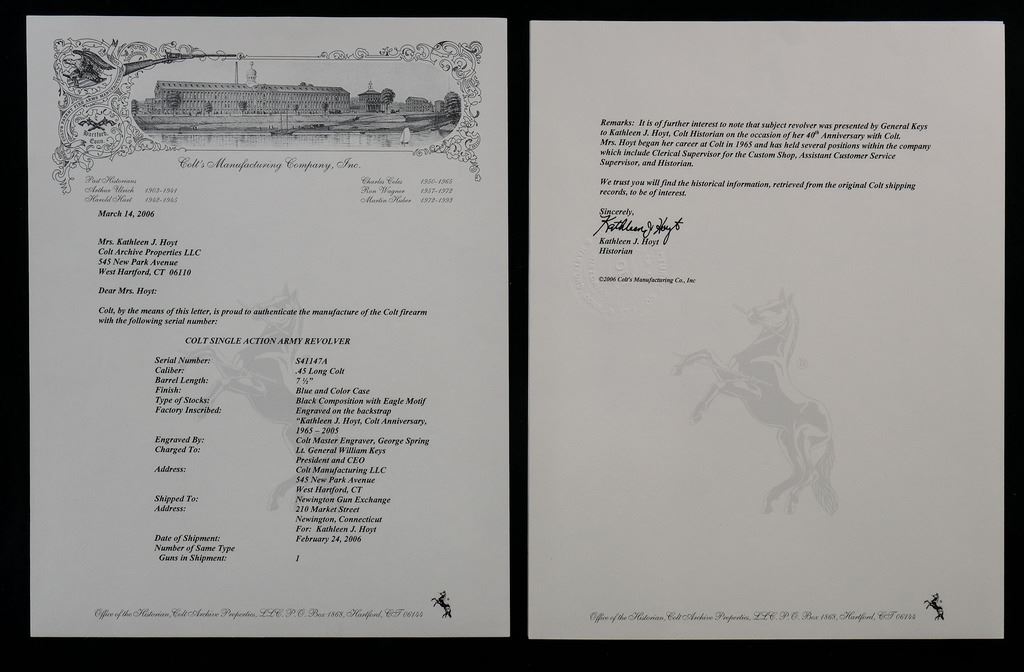 Hartford
Conn.
Colt's Manufacturing Company, Inc.
Past Historians
Arthur Ulrich 1903-1941
Harold Hart 1942-1945
Charles Coles 1950-1965
Ron Wagner 1957-1972
Martin Huber 1972-1993
March 14, 2006
Mrs. Kathleen J. Hoyt
Colt Archive Properties LLC
545 New Park Avenue
West Hartford, CT 06110
Dear Mrs. Hoyt:
Colt, by the means of this letter, is proud to authenticate the manufacture of the Colt firearm
with the following serial number:
COLT SINGLE ACTION ARMY REVOLVER
Serial Number: S41147A
Caliber: .45 Long Colt
Barrel Length: 7 ½"
Finish: Blue and Color Case
Type of Stocks: Black Composition with Eagle Motif
Factory Inscribed: Engraved on the backstrap
"Kathleen J. Hoyt, Colt Anniversary,
1965 – 2005
Engraved By: Colt Master Engraver, George Spring
Charged To: Lt. General William Keys
President and CEO
Address: Colt Manufacturing LLC
545 New Park Avenue
West Hartford, CT
Shipped To: Newington Gun Exchange
Address: 210 Market Street
Newington, Connecticut
For: Kathleen J. Hoyt
Date of Shipment: February 24, 2006
Number of Same Type
Guns in Shipment: 1
Office of the Historian, Colt Archive Properties, LLC, P.O. Box 1868, Hartford, CT 06144
Remarks: It is of further interest to note that subject revolver was presented by General Keys
to Kathleen J. Hoyt, Colt Historian on the occasion of her 40th Anniversary with Colt.
Mrs. Hoyt began her career at Colt in 1965 and has held several positions within the company
which include Clerical Supervisor for the Custom Shop, Assistant Customer Service
Supervisor, and Historian.
We trust you will find the historical information, retrieved from the original Colt shipping
records, to be of interest.
Sincerely,
Kathleen J Hoyt
Kathleen J. Hoyt
Historian
©2006 Colt's Manufacturing Co., Inc
®
Office of the Historian, Colt Archive Properties, LLC, P.O. Box 1868, Hartford, CT 06144